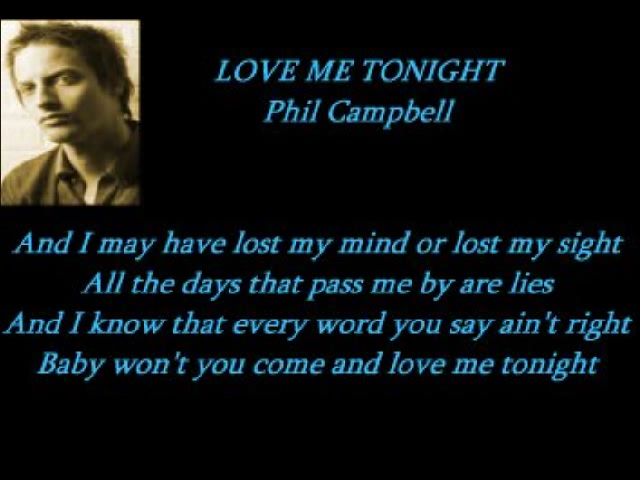 LOVE ME TONIGHT
Phil Campbell
And I may have lost my mind or lost my sight
All the days that pass me by are lies
And I know that every word you say ain't right
Baby won't you come and love me tonight